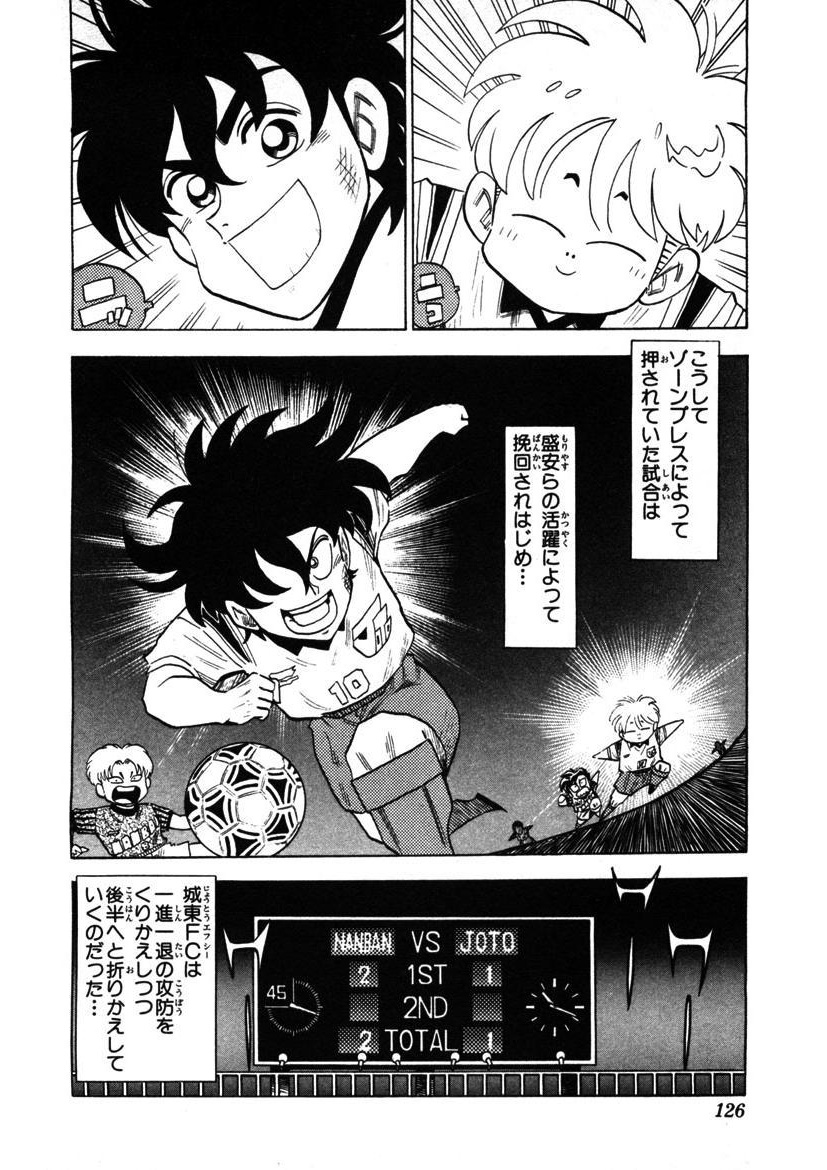 ニコ
ニッ
こうして
ゾーンプレスによって
押されていた試合は
盛安らの活躍によって
挽回されはじめ…
10
城東FCは
一進一退の攻防を
くりかえしつつ
後半へと折りかえして
いくのだった…
NANBAN VS JOTO
2 1ST 1
2ND
2 TOTAL 1
45
126